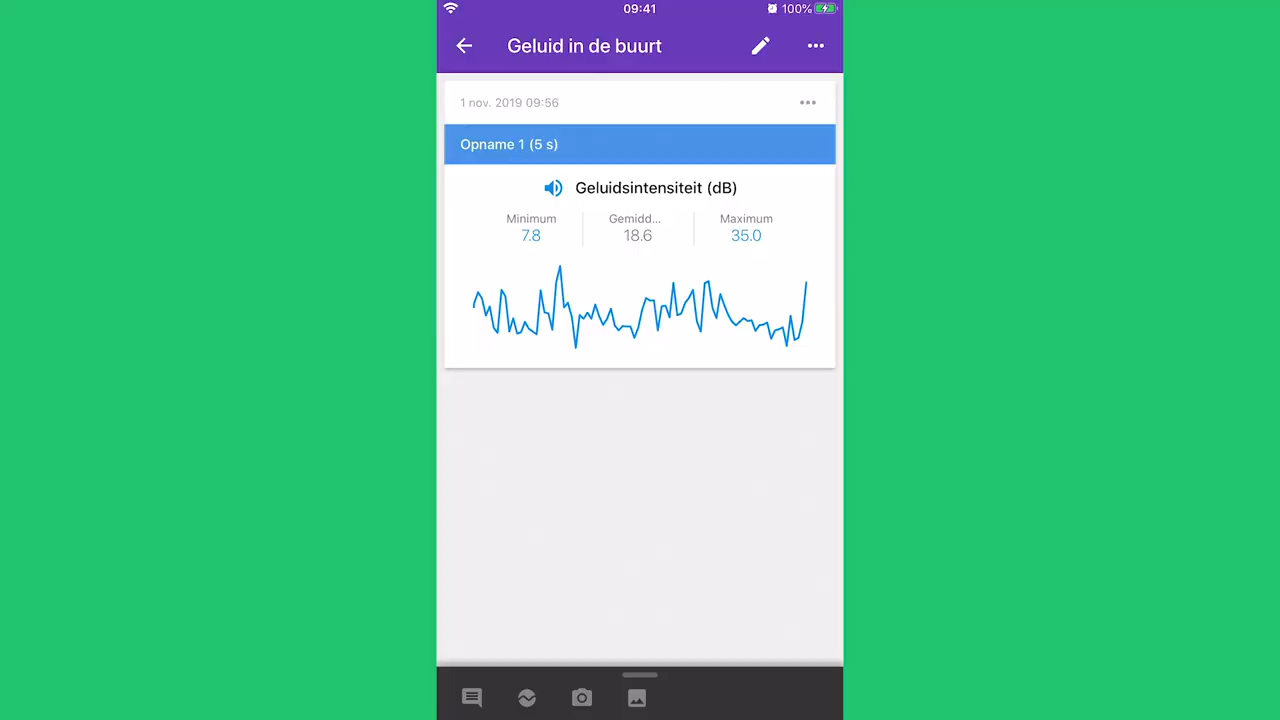 09:41
100%
Geluid in de buurt
1 nov. 2019 09:56
Opname 1 (5 s)
Geluidsintensiteit (dB)
Minimum
Gemidd...
Maximum
7.8
18.6
35.0